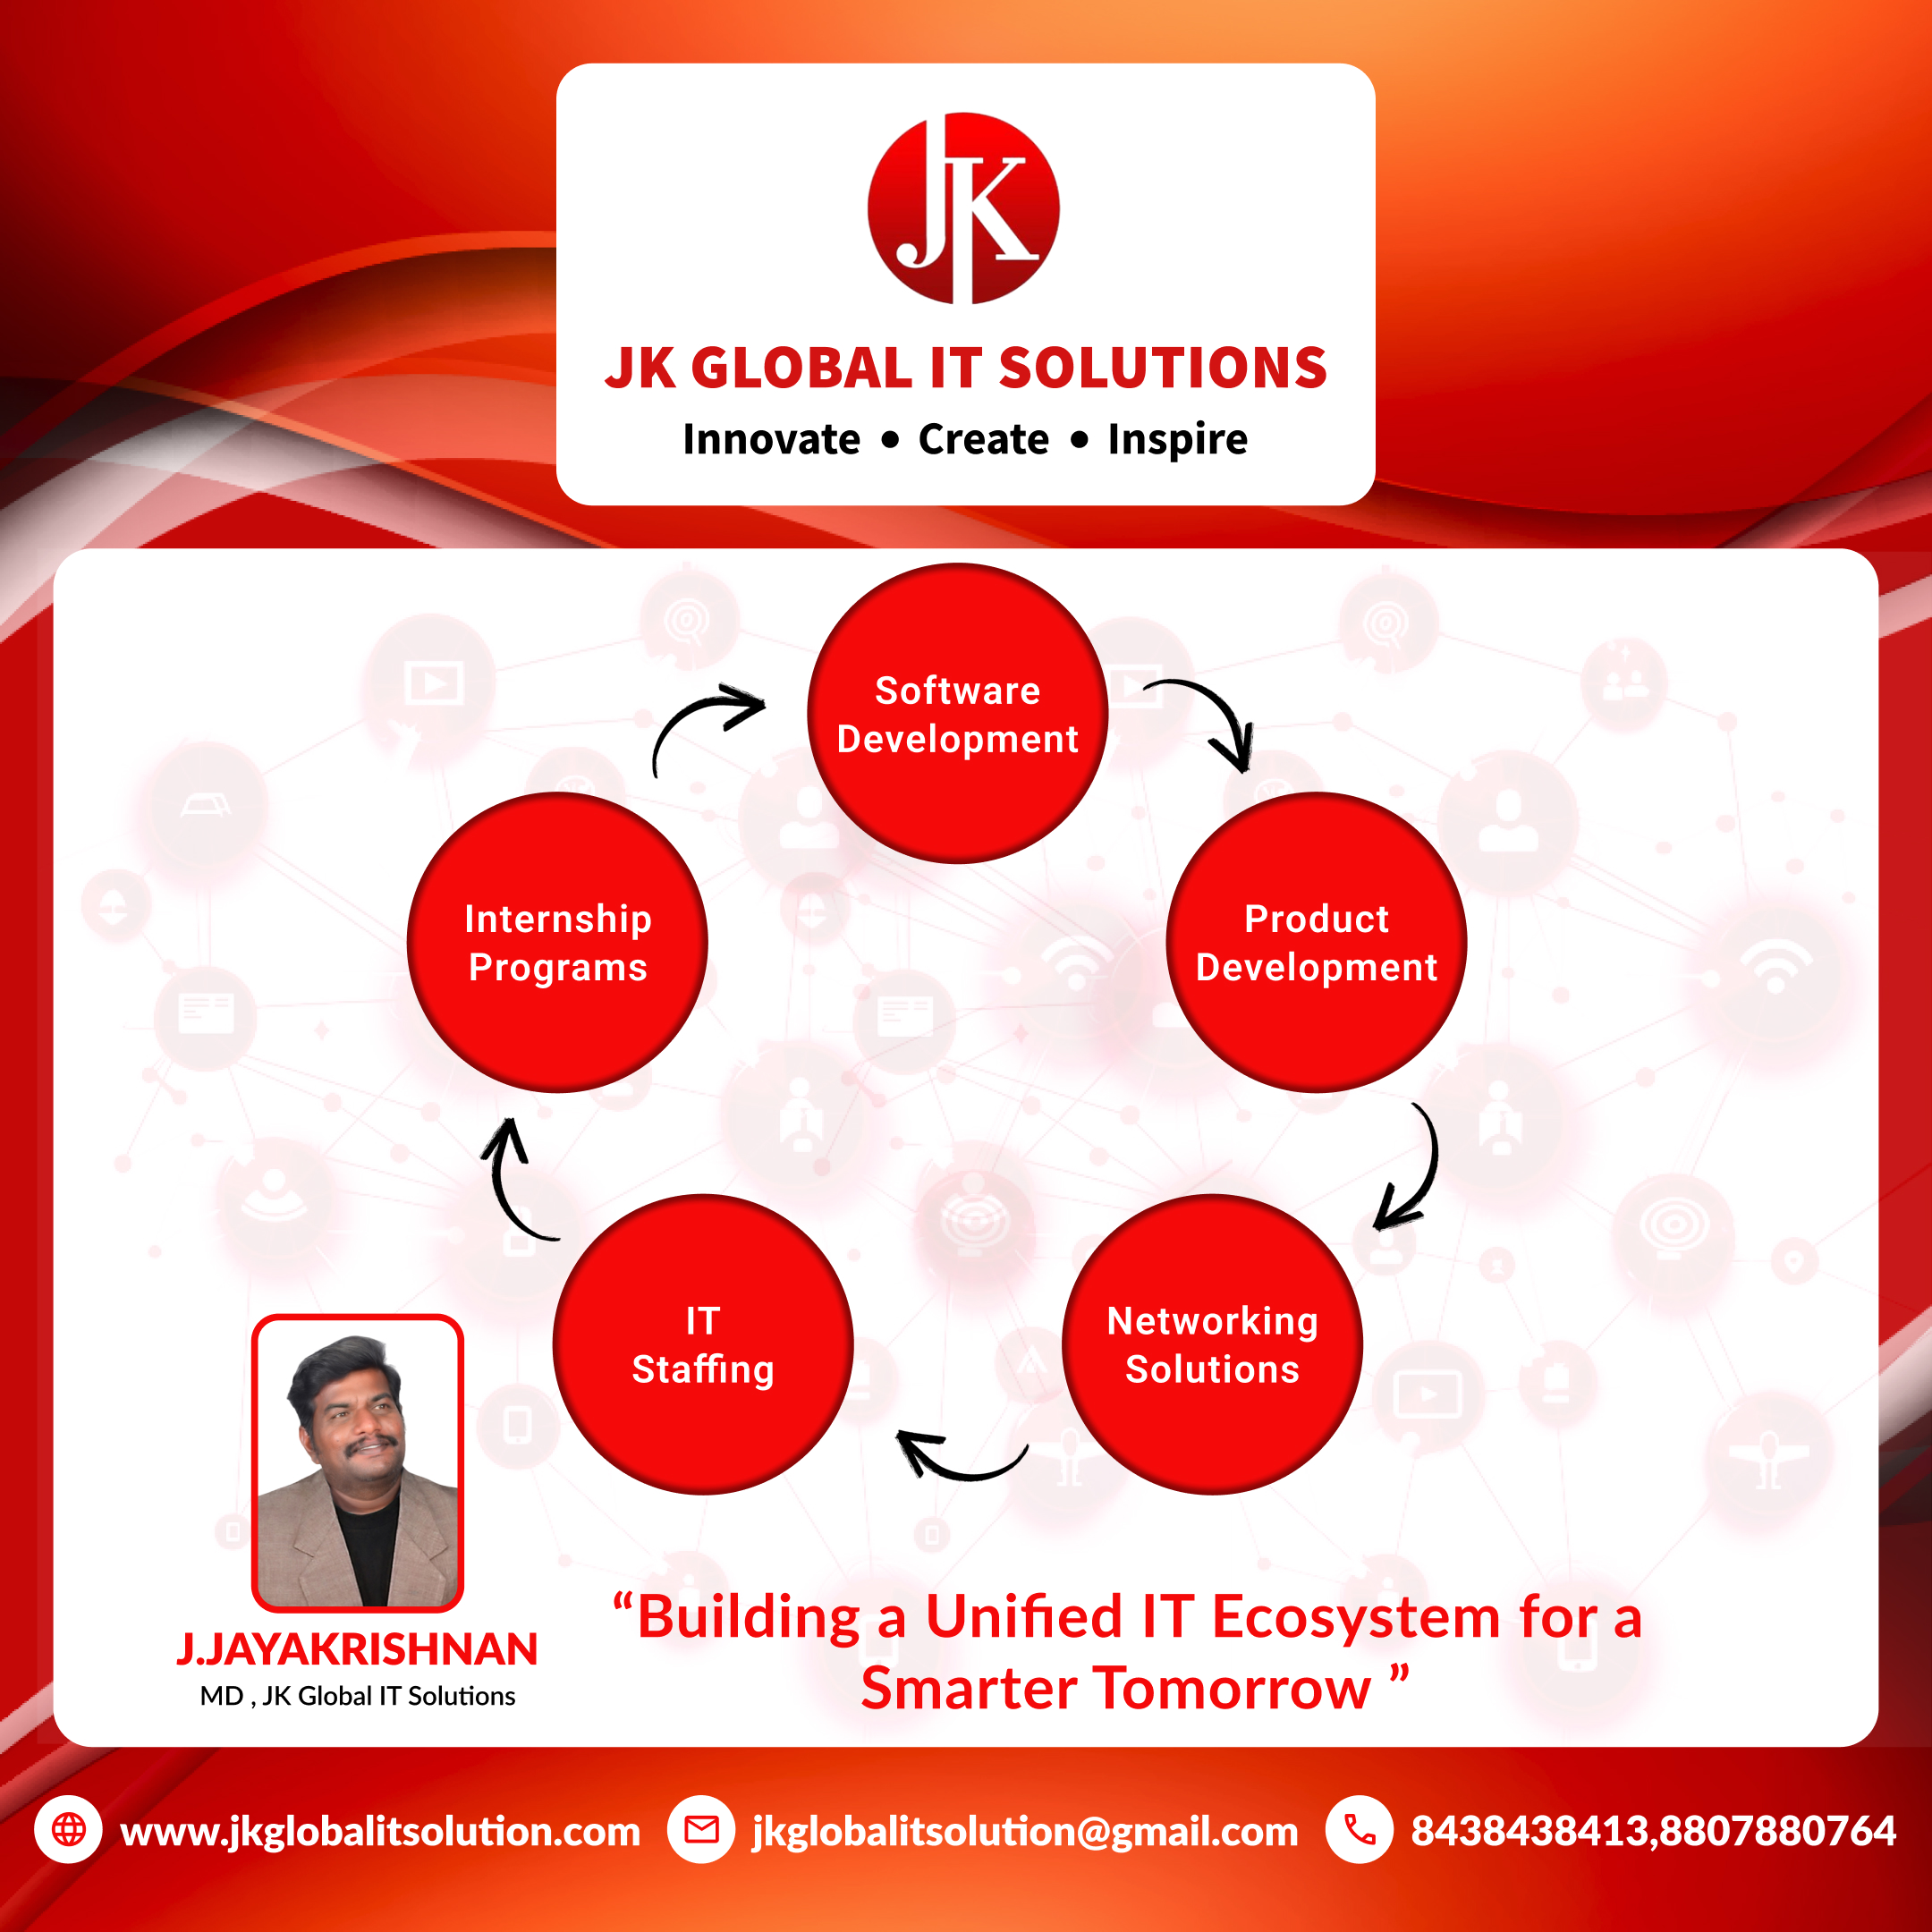 JK
JK GLOBAL IT SOLUTIONS
Innovate • Create • Inspire
Software
Development
Internship
Programs
Product
Development
IT
Staffing
Networking
Solutions
J.JAYAKRISHNAN
MD , JK Global IT Solutions
“Building a Unified IT Ecosystem for a
Smarter Tomorrow ”
www.jkglobalitsolution.com
jkglobalitsolution@gmail.com
8438438413,8807880764